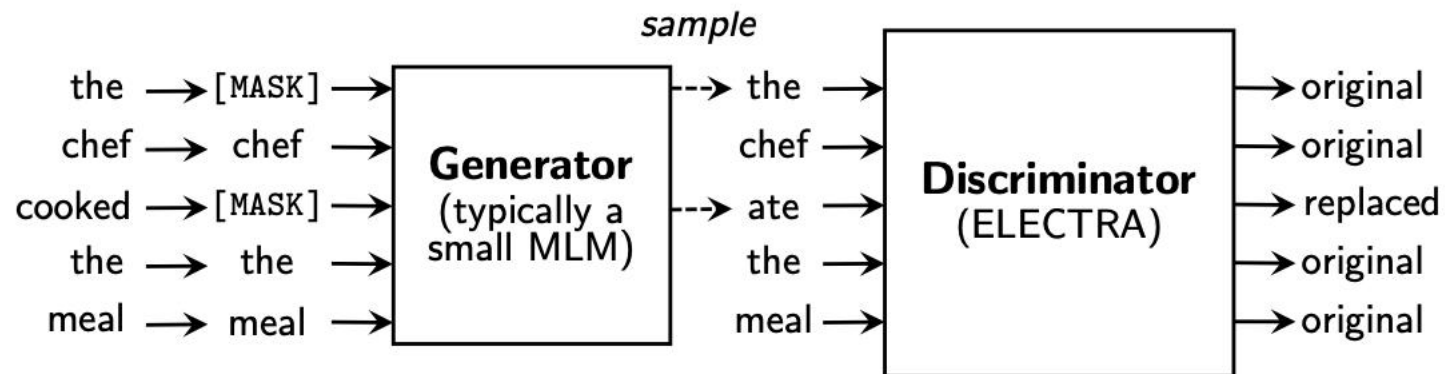 sample
the [MASK] the original
chef chef chef original
cooked [MASK] ate replaced
the the the original
meal meal meal original
Generator
(typically a
small MLM)
Discriminator
(ELECTRA)